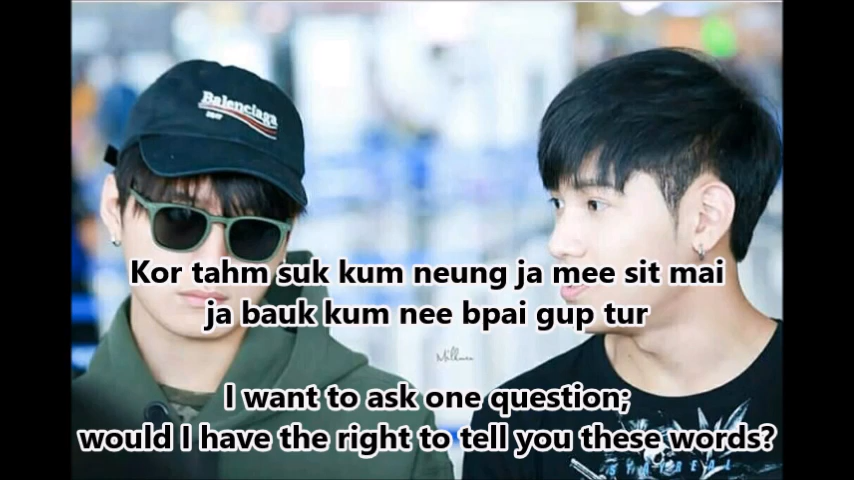 Balenciaga
2017
Kor tahm suk kum neung ja mee sit mai
ja bauk kum nee bpai gup tur
I want to ask one question;
would I have the right to tell you these words?